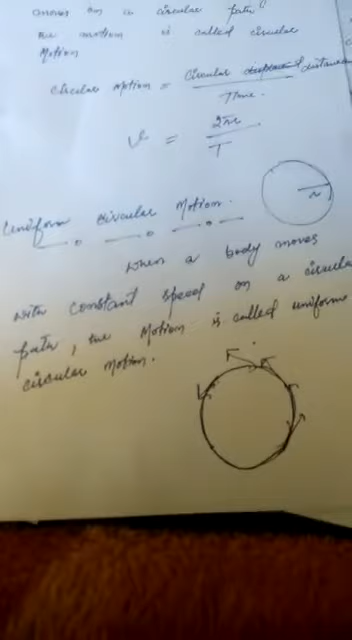 moves on a circular path
the motion is called circular
Motion
Circular Motion = Circular distance
Time.
v = 2πr
T
r
Uniform circular Motion.
When a body moves
with constant speed on a circular
path, the Motion is called uniform
circular Motion.